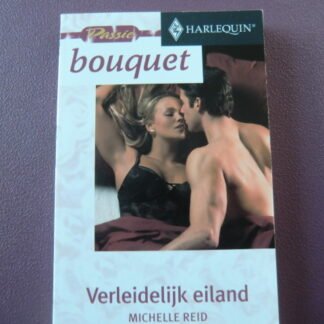 Passie
HARLEQUIN®
bouquet
Verleidelijk eiland
MICHELLE REID